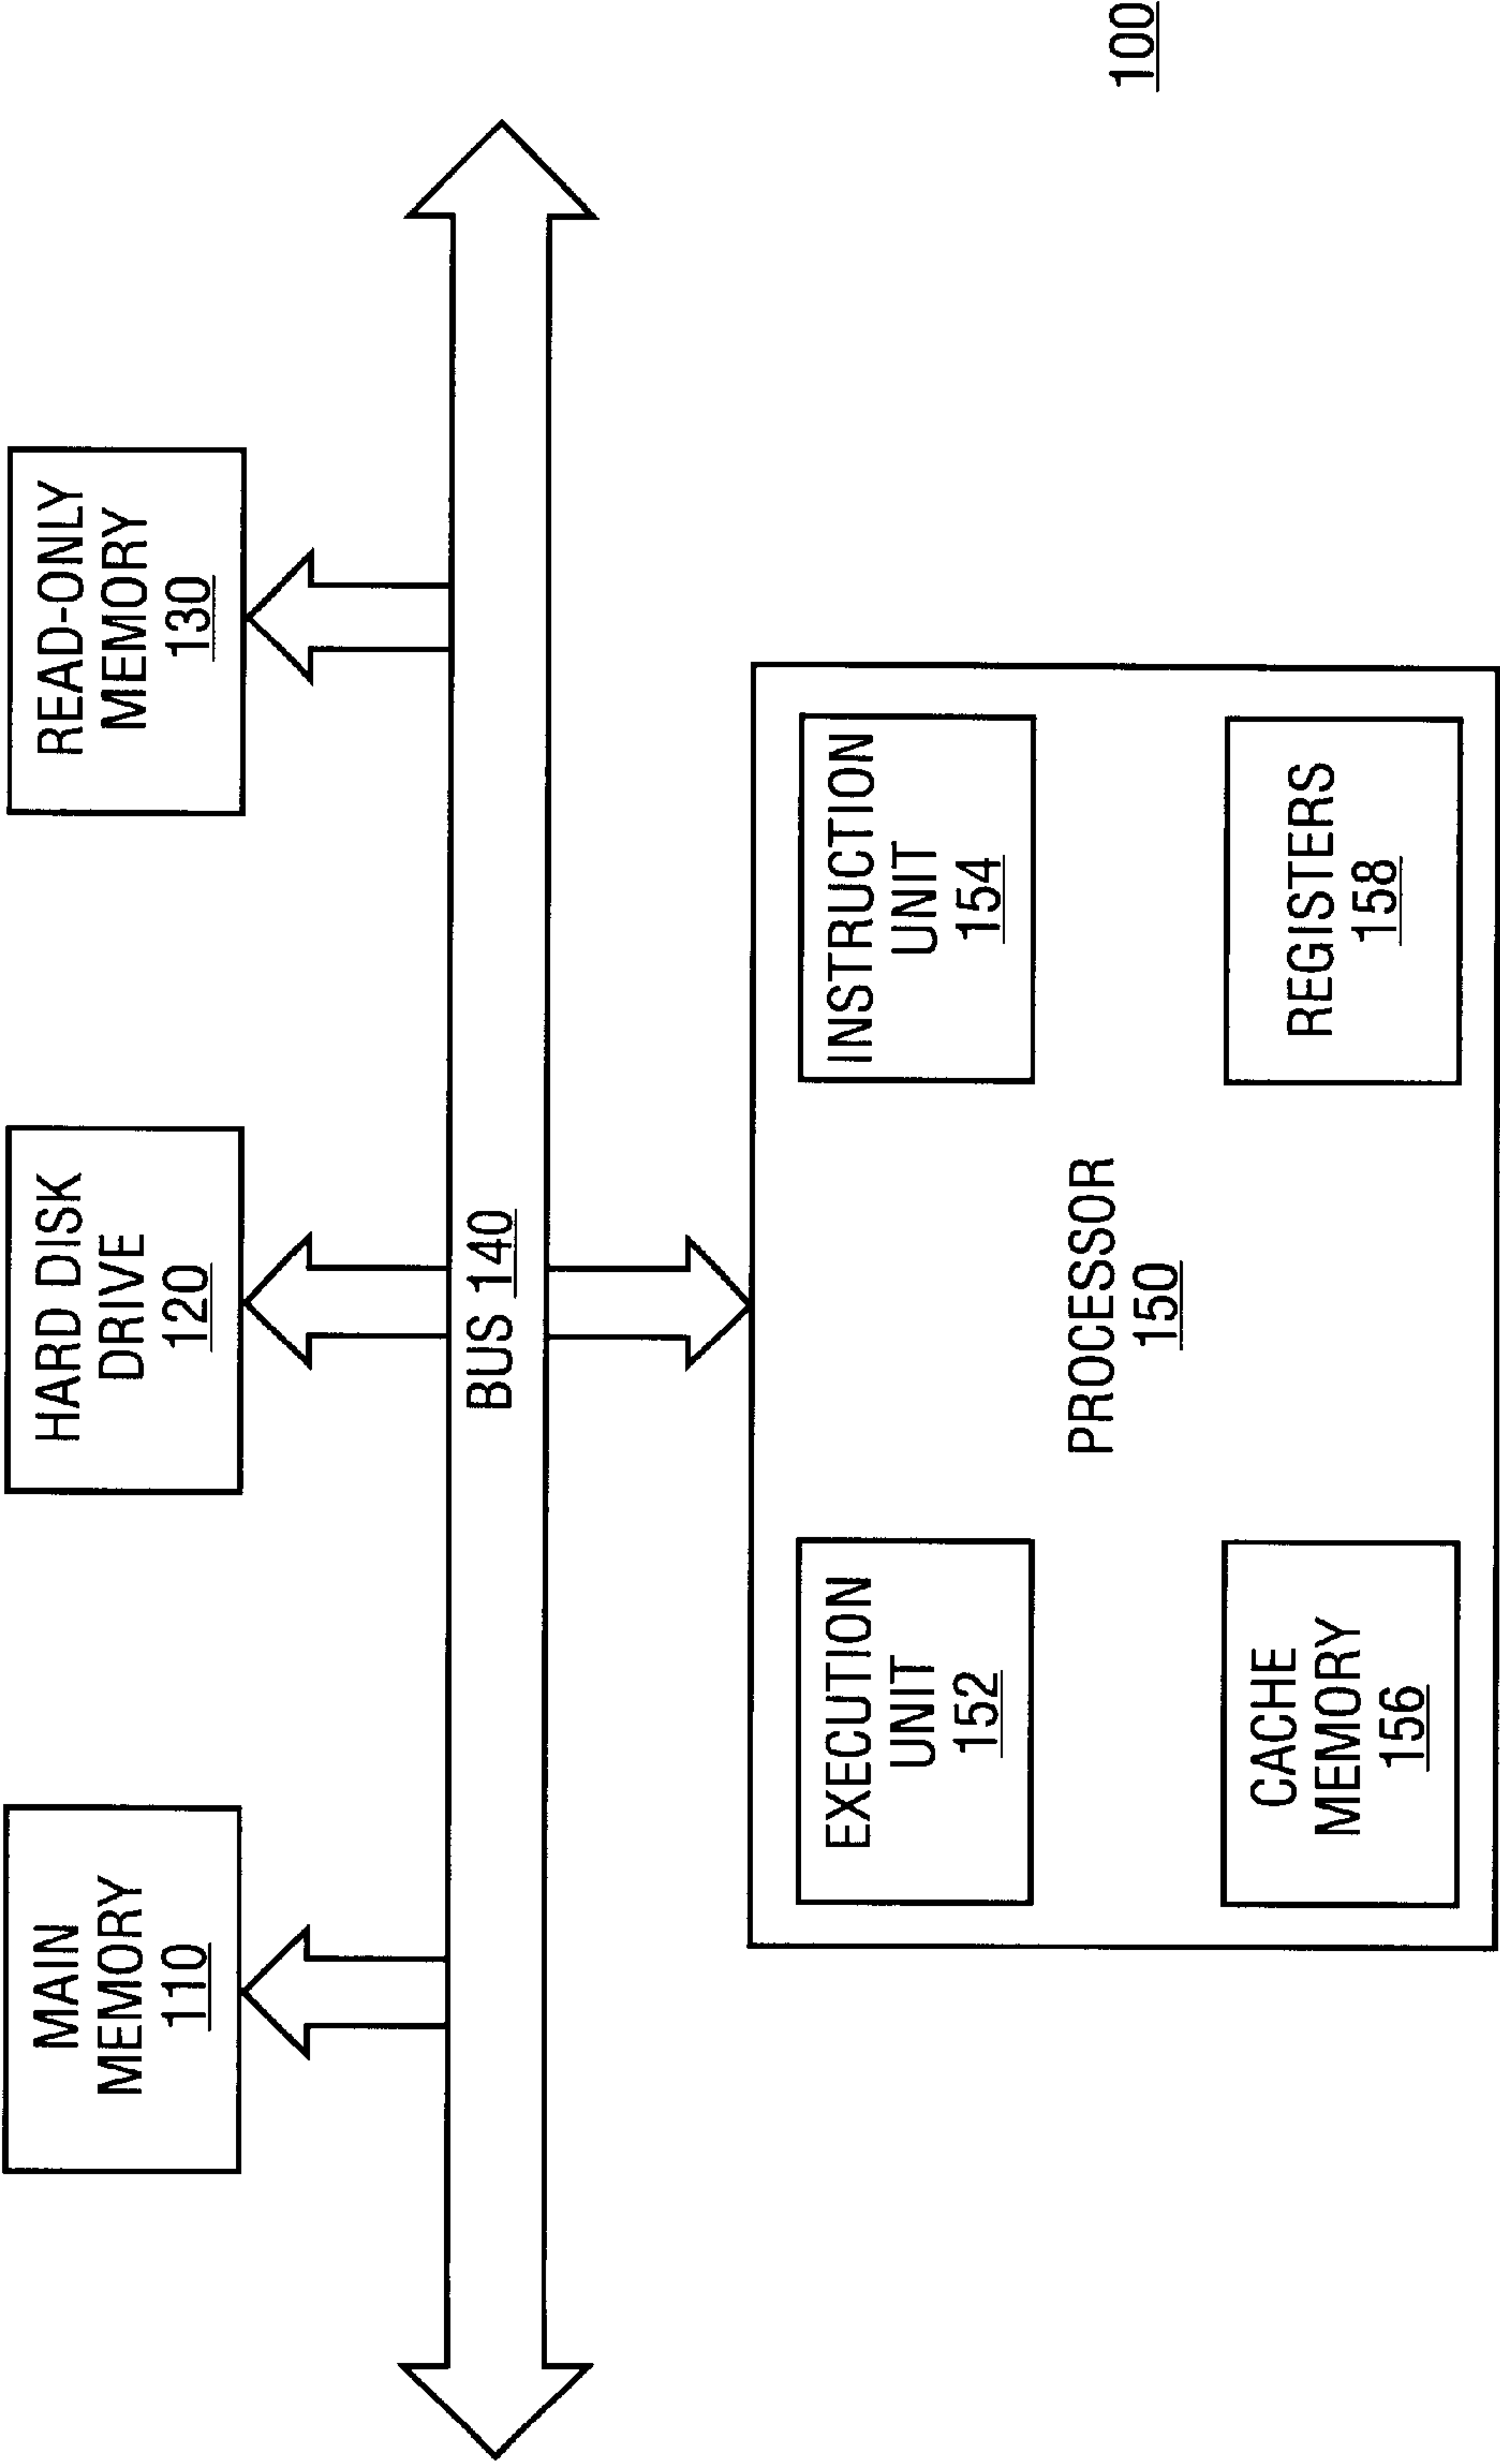 MAIN
MEMORY
110
HARD DISK
DRIVE
120
READ-ONLY
MEMORY
130
BUS 140
EXECUTION
UNIT
152
INSTRUCTION
UNIT
154
PROCESSOR
150
CACHE
MEMORY
156
REGISTERS
158
100